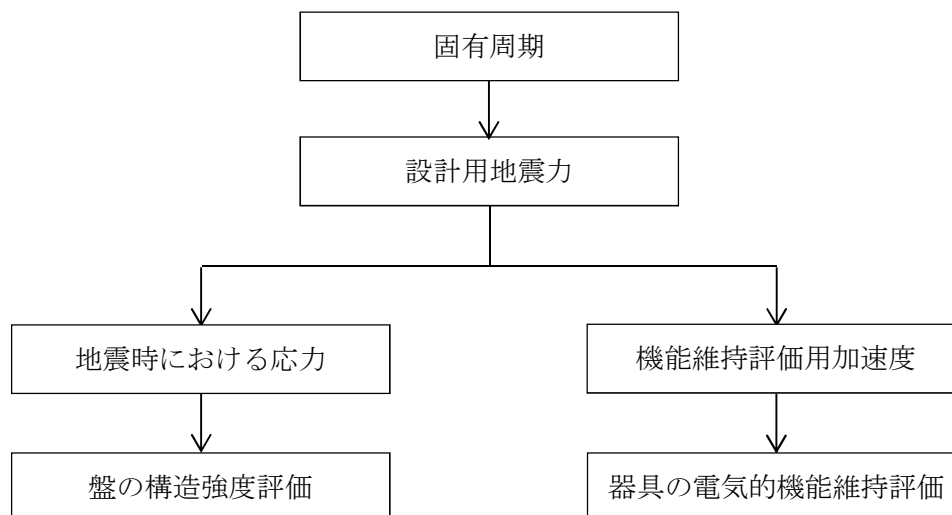 固有周期
設計用地震力
地震時における応力
機能維持評価用加速度
盤の構造強度評価
器具の電気的機能維持評価